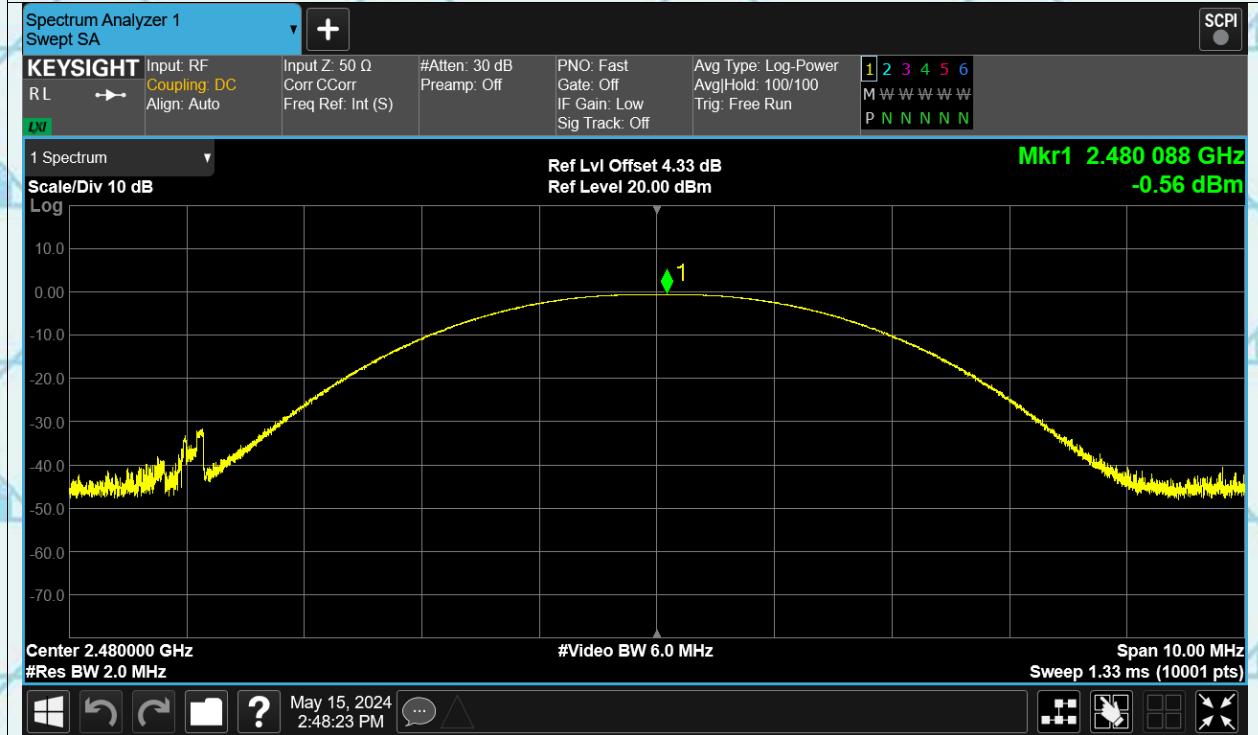 Spectrum Analyzer 1
Swept SA
SCPI
KEYSIGHT
R L
LXI
Input: RF
Coupling: DC
Align: Auto
Input Z: 50 Ω
Corr CCorr
Freq Ref: Int (S)
#Atten: 30 dB
Preamp: Off
PNO: Fast
Gate: Off
IF Gain: Low
Sig Track: Off
Avg Type: Log-Power
Avg|Hold: 100/100
Trig: Free Run
1 2 3 4 5 6
M W W W W W
P N N N N N
1 Spectrum
Scale/Div 10 dB
Log
Ref Lvl Offset 4.33 dB
Ref Level 20.00 dBm
Mkr1 2.480 088 GHz
-0.56 dBm
1
10.0
0.00
-10.0
-20.0
-30.0
-40.0
-50.0
-60.0
-70.0
Center 2.480000 GHz
#Res BW 2.0 MHz
#Video BW 6.0 MHz
Span 10.00 MHz
Sweep 1.33 ms (10001 pts)
?
May 15, 2024
2:48:23 PM